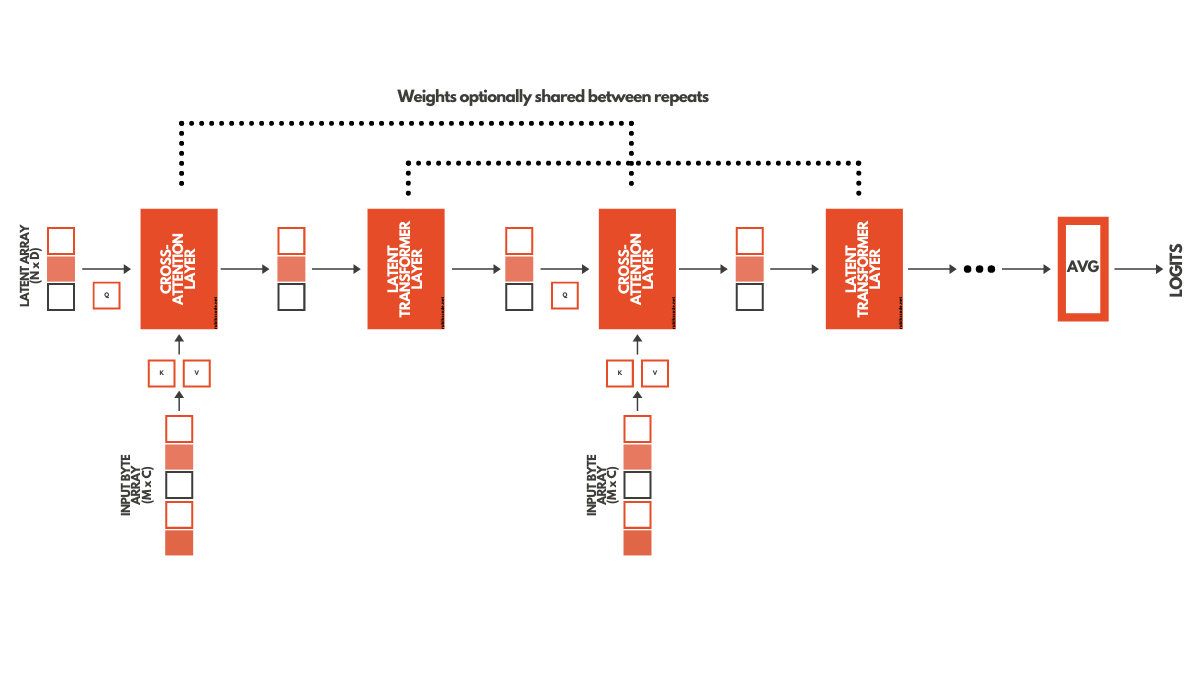 Weights optionally shared between repeats
LATENT ARRAY
(N x D)
Q
CROSS-
ATTENTION
LAYER
LATENT
TRANSFORMER
LAYER
Q
CROSS-
ATTENTION
LAYER
LATENT
TRANSFORMER
LAYER
AVG
LOGITS
K
V
K
V
INPUT BYTE
ARRAY
(M x C)
INPUT BYTE
ARRAY
(M x C)